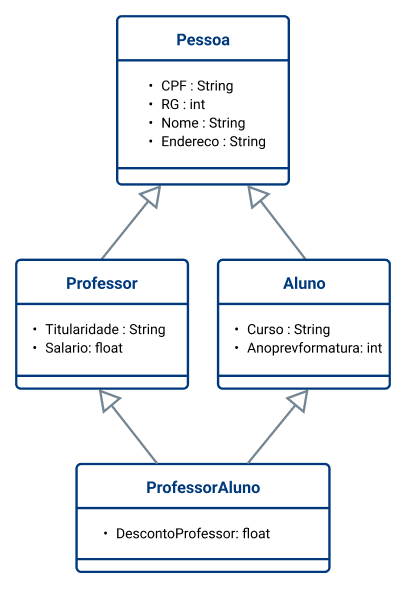 Pessoa
• CPF : String
• RG : int
• Nome : String
• Endereco : String
Professor
• Titularidade : String
• Salario: float
Aluno
• Curso : String
• Anoprevformatura: int
ProfessorAluno
• DescontoProfessor: float